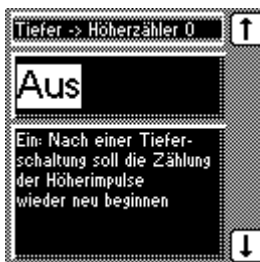 Tiefer -> Höherzähler 0
Aus
Ein: Nach einer Tiefer-
schaltung soll die Zählung
der Höherimpulse
wieder neu beginnen